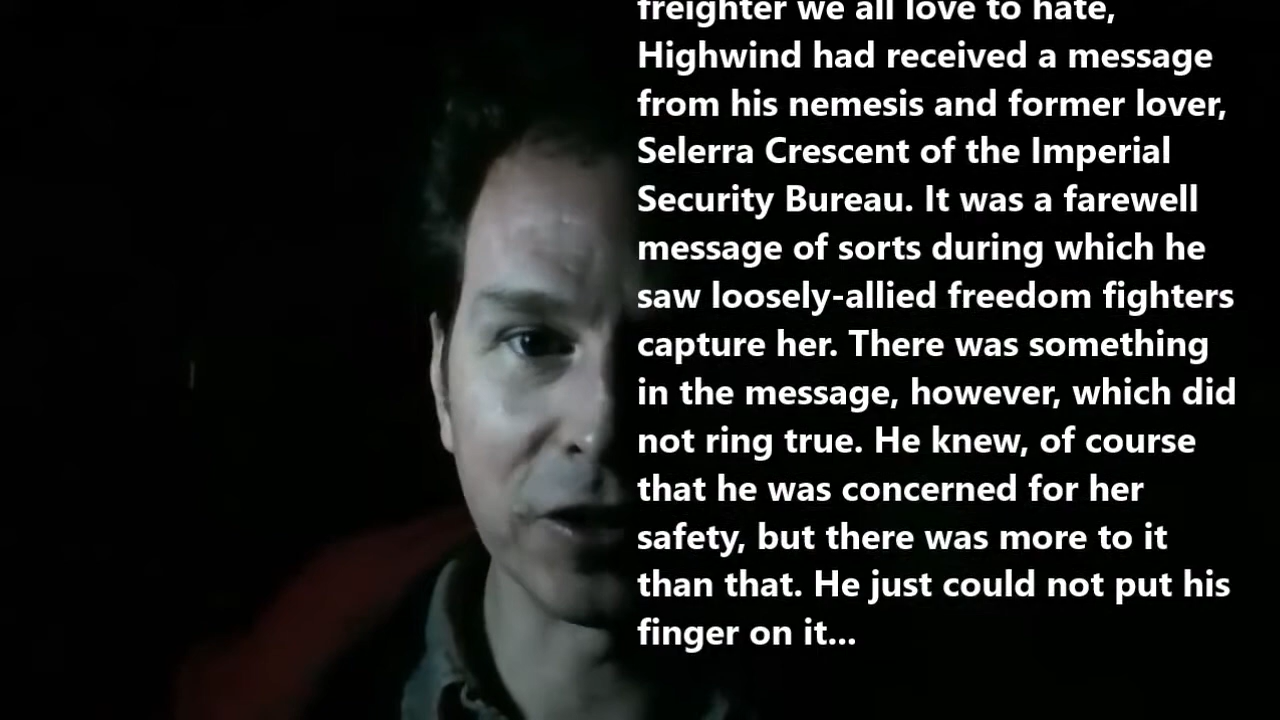 freighter we all love to hate,
Highwind had received a message
from his nemesis and former lover,
Selerra Crescent of the Imperial
Security Bureau. It was a farewell
message of sorts during which he
saw loosely-allied freedom fighters
capture her. There was something
in the message, however, which did
not ring true. He knew, of course
that he was concerned for her
safety, but there was more to it
than that. He just could not put his
finger on it...